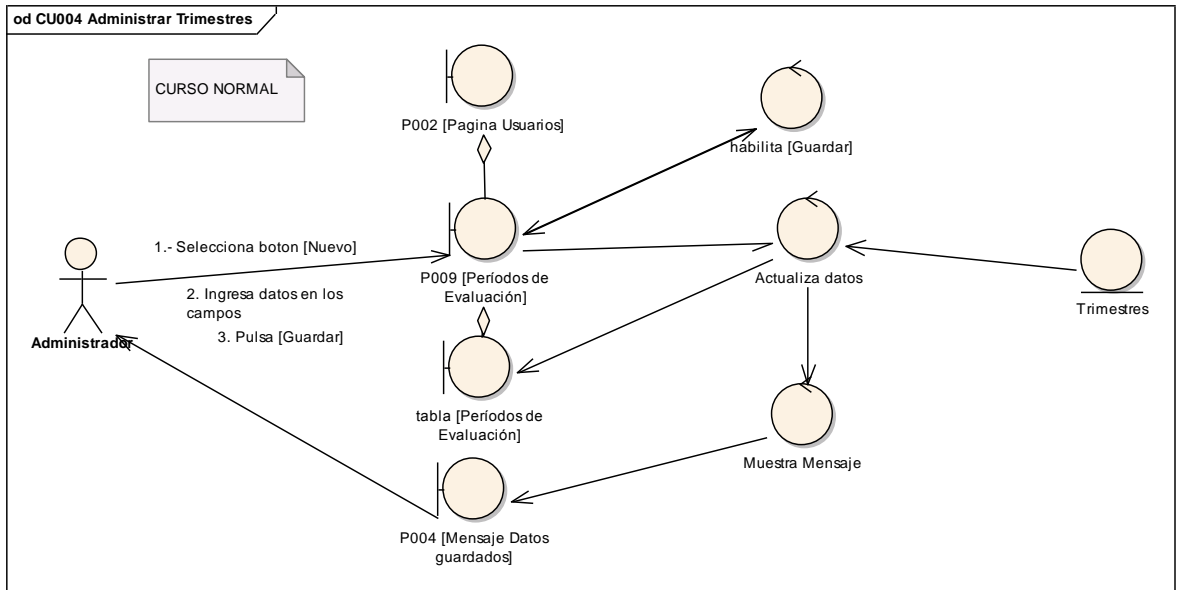 od CU004 Administrar Trimestres
CURSO NORMAL
P002 [Pagina Usuarios]
habilita [Guardar]
1.- Selecciona boton [Nuevo]
P009 [Períodos de
Evaluación]
Actualiza datos
Trimestres
2. Ingresa datos en los
campos
3. Pulsa [Guardar]
Administrador
tabla [Períodos de
Evaluación]
Muestra Mensaje
P004 [Mensaje Datos
guardados]